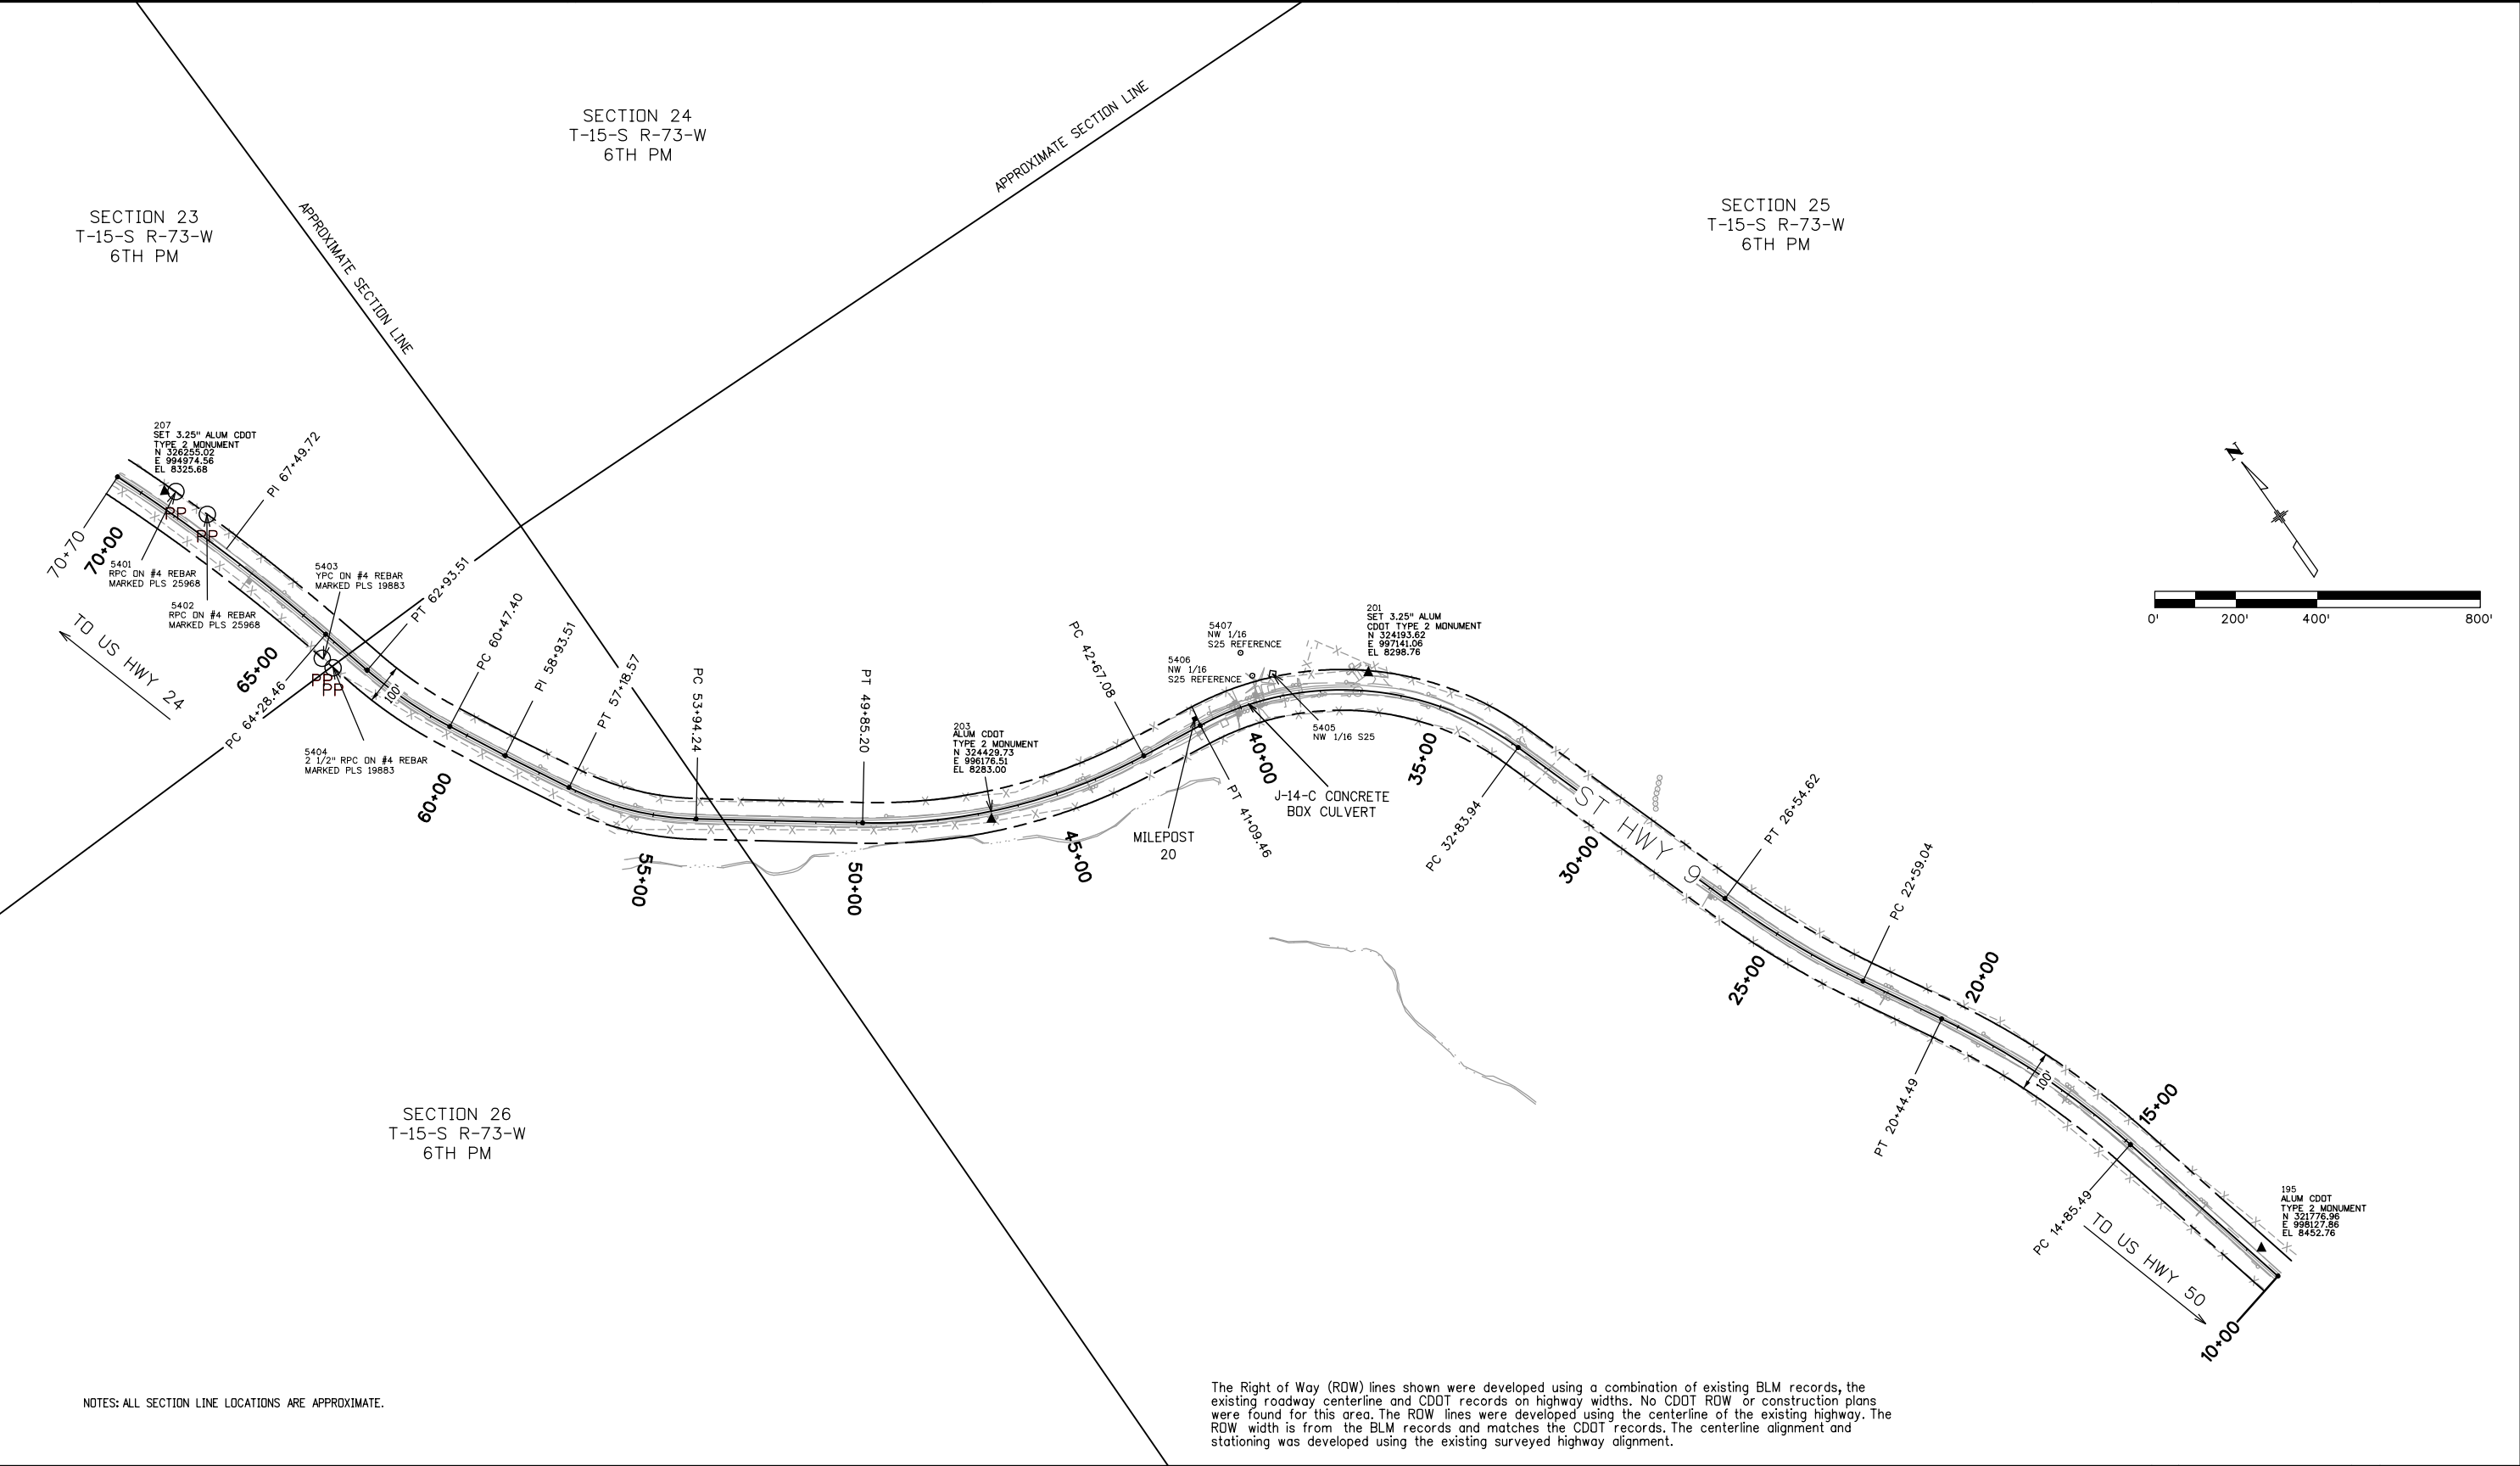 SECTION 24
T-15-S R-73-W
6TH PM
APPROXIMATE SECTION LINE
SECTION 23
T-15-S R-73-W
6TH PM
APPROXIMATE SECTION LINE
SECTION 25
T-15-S R-73-W
6TH PM
N
0' 200' 400' 800'
207
SET 3.25" ALUM CDOT
TYPE 2 MONUMENT
N 326255.02
E 994974.56
EL 8325.68
PI 67+49.72
PP
PP
70+70
70+00
5401
RPC ON #4 REBAR
MARKED PLS 25968
5402
RPC ON #4 REBAR
MARKED PLS 25968
5403
YPC ON #4 REBAR
MARKED PLS 19883
PT 62+93.51
TO US HWY 24
65+00
PC 64+28.46
PP
PP
100'
5404
2 1/2" RPC ON #4 REBAR
MARKED PLS 19883
PC 60+47.40
PI 58+93.51
PT 57+18.57
60+00
PC 53+94.24
PT 49+85.20
55+00
50+00
203
ALUM CDOT
TYPE 2 MONUMENT
N 324429.73
E 996176.51
EL 8283.00
45+00
PC 42+67.08
5407
NW 1/16
S25 REFERENCE
5406
NW 1/16
S25 REFERENCE
201
SET 3.25" ALUM
CDOT TYPE 2 MONUMENT
N 324193.62
E 997141.06
EL 8298.76
5405
NW 1/16 S25
40+00
35+00
J-14-C CONCRETE
BOX CULVERT
MILEPOST
20
PT 41+09.46
PC 32+83.94
ST HWY 9
30+00
PT 26+54.62
25+00
PC 22+59.04
20+00
PT 20+44.49
100'
15+00
PC 14+85.49
TO US HWY 50
195
ALUM CDOT
TYPE 2 MONUMENT
N 321776.96
E 998127.86
EL 8452.76
10+00
SECTION 26
T-15-S R-73-W
6TH PM
NOTES: ALL SECTION LINE LOCATIONS ARE APPROXIMATE.
The Right of Way (ROW) lines shown were developed using a combination of existing BLM records, the
existing roadway centerline and CDOT records on highway widths. No CDOT ROW or construction plans
were found for this area. The ROW lines were developed using the centerline of the existing highway. The
ROW width is from the BLM records and matches the CDOT records. The centerline alignment and
stationing was developed using the existing surveyed highway alignment.